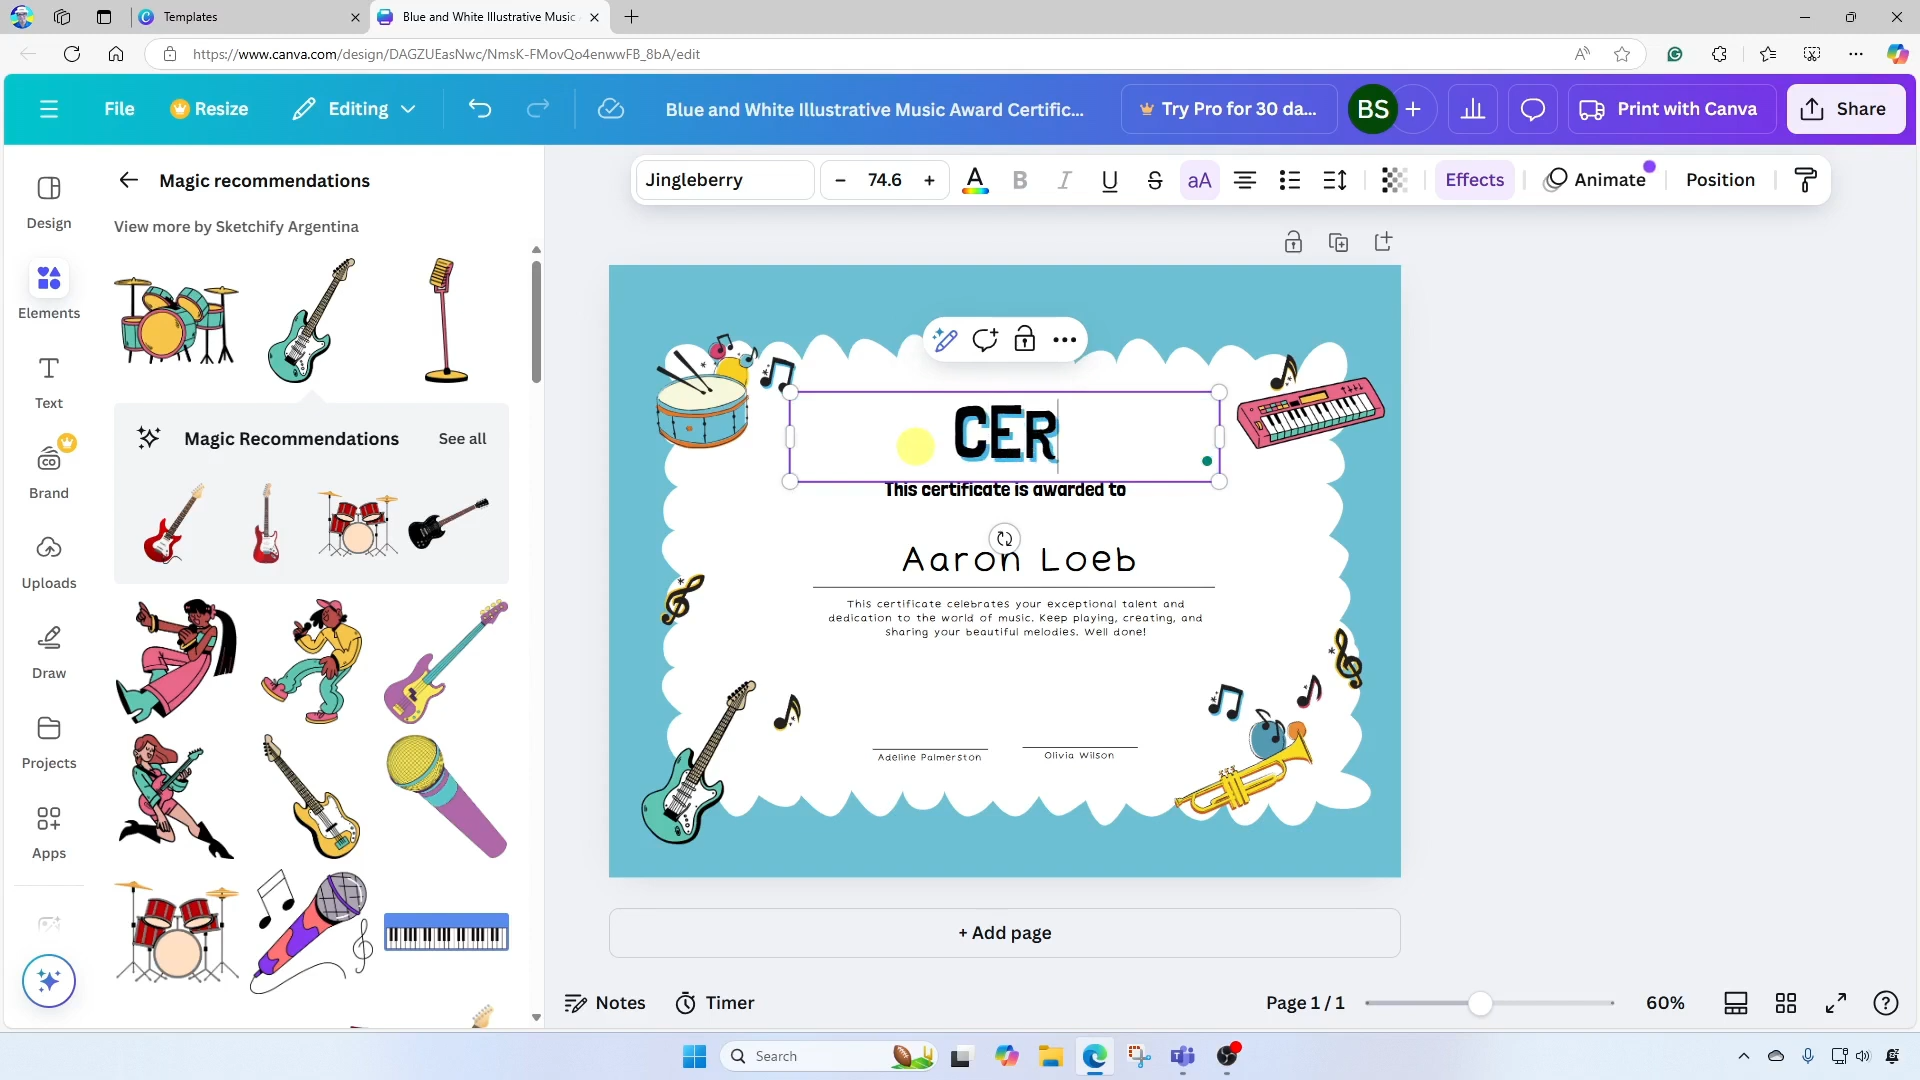 Templates
Blue and White Illustrative Music
https://www.canva.com/design/DAGZUEasNwc/NmsK-FMovQo4enwwFB_8bA/edit
File
Resize
Editing
Blue and White Illustrative Music Award Certific...
Try Pro for 30 da...
BS
Print with Canva
Share
Jingleberry
74.6
A
B
I
U
S
aA
Effects
Animate
Position
Design
Elements
Text
Brand
Uploads
Draw
Projects
Apps
Magic recommendations
View more by Sketchify Argentina
Magic Recommendations
See all
CER
This certificate is awarded to
Aaron Loeb
This certificate celebrates your exceptional talent and
dedication to the world of music. Keep playing, creating, and
sharing your beautiful melodies. Well done!
Adeline Palmerston
Olivia Wilson
+ Add page
Notes
Timer
Page 1 / 1
60%
Search